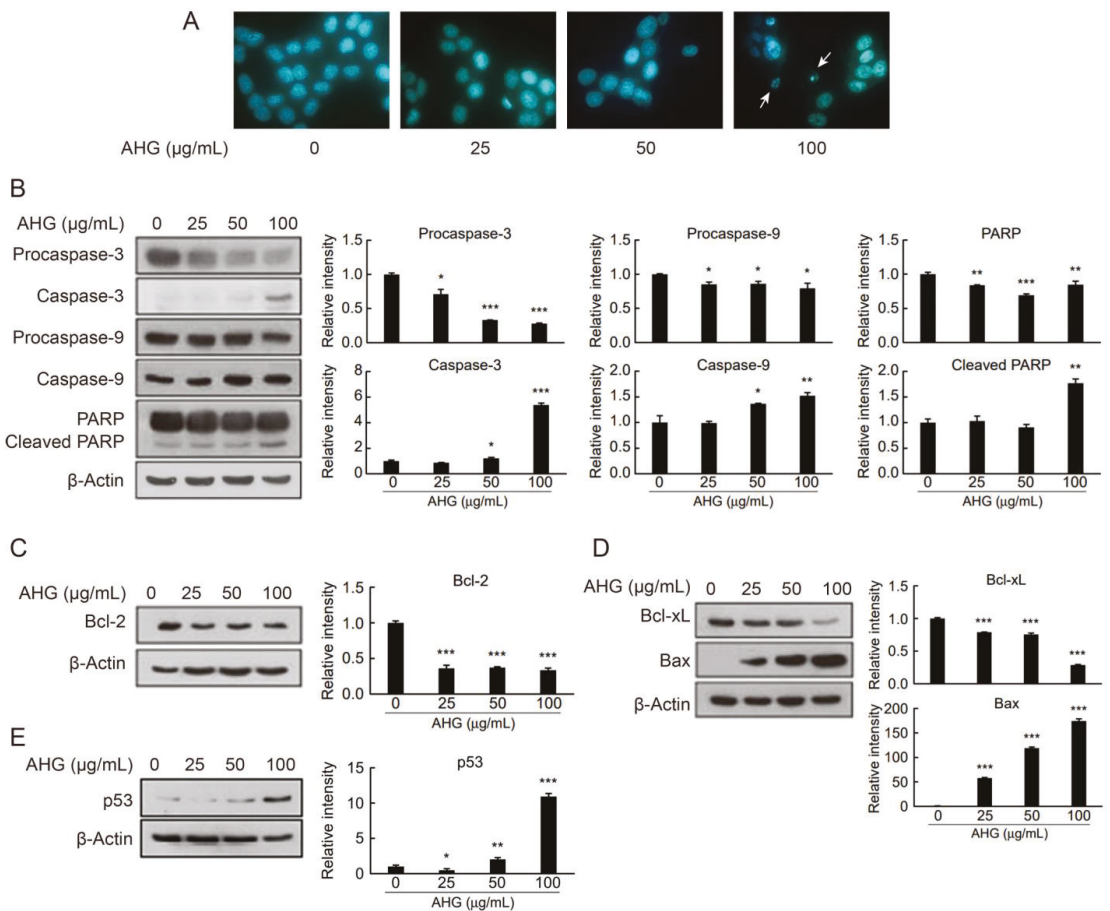 A
AHG (μg/mL) 0 25 50 100
B
AHG (μg/mL) 0 25 50 100
Procaspase-3
Caspase-3
Procaspase-9
Caspase-9
PARP
Cleaved PARP
β-Actin
Procaspase-3
Relative intensity
1.5
1.0
0.5
0.0
* *** ***
Caspase-3
Relative intensity
8
6
4
2
0
* ***
0 25 50 100
AHG (μg/mL)
Procaspase-9
Relative intensity
1.5
1.0
0.5
0.0
* * *
Caspase-9
Relative intensity
2.0
1.5
1.0
0.5
0.0
* **
0 25 50 100
AHG (μg/mL)
PARP
Relative intensity
1.5
1.0
0.5
0.0
** *** **
Cleaved PARP
Relative intensity
2.0
1.5
1.0
0.5
0.0
**
0 25 50 100
AHG (μg/mL)
C
AHG (μg/mL) 0 25 50 100
Bcl-2
β-Actin
Bcl-2
Relative intensity
1.5
1.0
0.5
0.0
*** *** ***
0 25 50 100
AHG (μg/mL)
D
AHG (μg/mL) 0 25 50 100
Bcl-xL
Bax
β-Actin
Bcl-xL
Relative intensity
1.5
1.0
0.5
0.0
*** *** ***
Bax
Relative intensity
200
150
100
50
0
*** *** ***
0 25 50 100
AHG (μg/mL)
E
AHG (μg/mL) 0 25 50 100
p53
β-Actin
p53
Relative intensity
15
10
5
0
* ** ***
0 25 50 100
AHG (μg/mL)